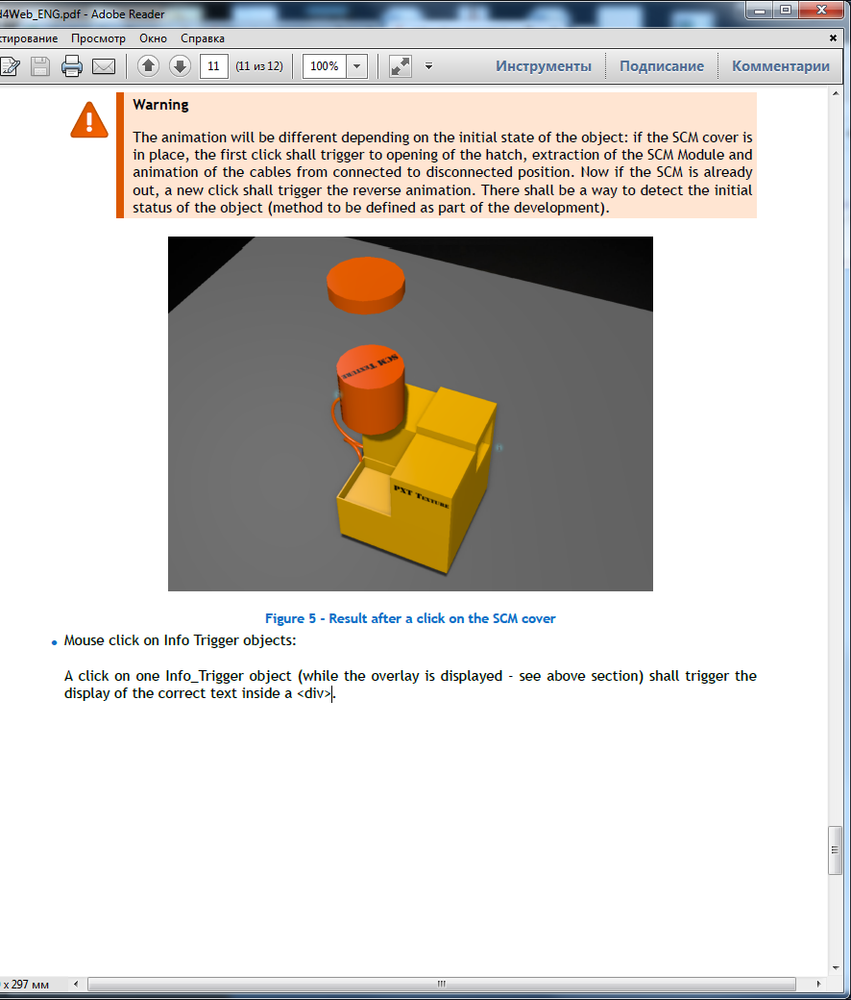 d4Web_ENG.pdf - Adobe Reader
ктирование Просмотр Окно Справка
11 (11 из 12) 100% Инструменты Подписание Комментарии
Warning
The animation will be different depending on the initial state of the object: if the SCM cover is
in place, the first click shall trigger to opening of the hatch, extraction of the SCM Module and
animation of the cables from connected to disconnected position. Now if the SCM is already
out, a new click shall trigger the reverse animation. There shall be a way to detect the initial
status of the object (method to be defined as part of the development).
SCM Texture
PXT Texture
Figure 5 - Result after a click on the SCM cover
• Mouse click on Info Trigger objects:
A click on one Info_Trigger object (while the overlay is displayed - see above section) shall trigger the
display of the correct text inside a <div>.
x 297 мм